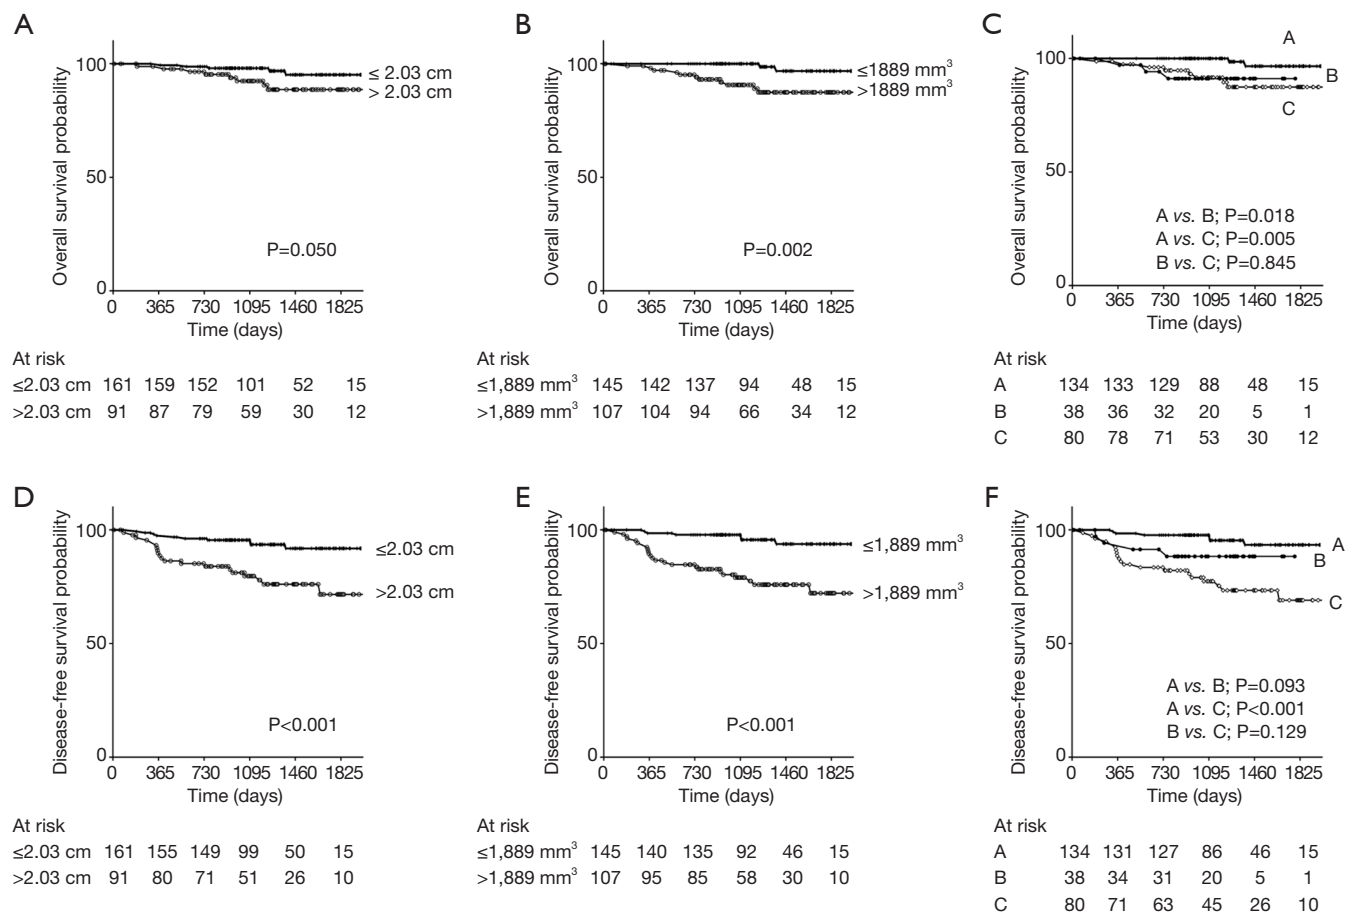 A
Overall survival probability
100
50
0
≤ 2.03 cm
> 2.03 cm
P=0.050
0 365 730 1095 1460 1825
Time (days)
At risk
≤2.03 cm 161 159 152 101 52 15
>2.03 cm 91 87 79 59 30 12
B
Overall survival probability
100
50
0
≤1889 mm³
>1889 mm³
P=0.002
0 365 730 1095 1460 1825
Time (days)
At risk
≤1,889 mm³ 145 142 137 94 48 15
>1,889 mm³ 107 104 94 66 34 12
C
Overall survival probability
100
50
0
A
B
C
A vs. B; P=0.018
A vs. C; P=0.005
B vs. C; P=0.845
0 365 730 1095 1460 1825
Time (days)
At risk
A 134 133 129 88 48 15
B 38 36 32 20 5 1
C 80 78 71 53 30 12
D
Disease-free survival probability
100
50
0
≤2.03 cm
>2.03 cm
P<0.001
0 365 730 1095 1460 1825
Time (days)
At risk
≤2.03 cm 161 155 149 99 50 15
>2.03 cm 91 80 71 51 26 10
E
Disease-free survival probability
100
50
0
≤1,889 mm³
>1,889 mm³
P<0.001
0 365 730 1095 1460 1825
Time (days)
At risk
≤1,889 mm³ 145 140 135 92 46 15
>1,889 mm³ 107 95 85 58 30 10
F
Disease-free survival probability
100
50
0
A
B
C
A vs. B; P=0.093
A vs. C; P<0.001
B vs. C; P=0.129
0 365 730 1095 1460 1825
Time (days)
At risk
A 134 131 127 86 46 15
B 38 34 31 20 5 1
C 80 71 63 45 26 10